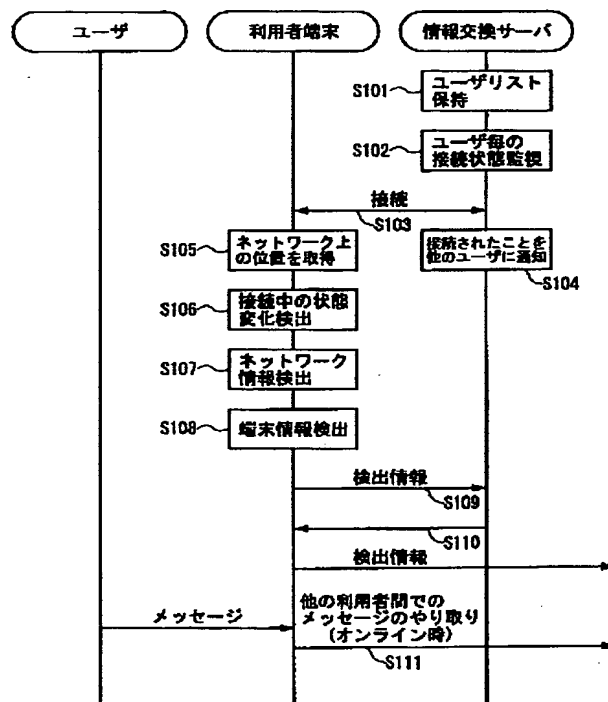 ユーザ
利用者端末
情報交換サーバ
S101
ユーザリスト
保持
S102
ユーザ毎の
接続状態監視
接続
S103
S105
ネットワーク上
の位置を取得
接続されたことを
他のユーザに通知
S104
S106
接続中の状態
変化検出
S107
ネットワーク
情報検出
S108
端末情報検出
検出情報
S109
S110
検出情報
他の利用者間での
メッセージのやり取り
(オンライン時)
メッセージ
S111